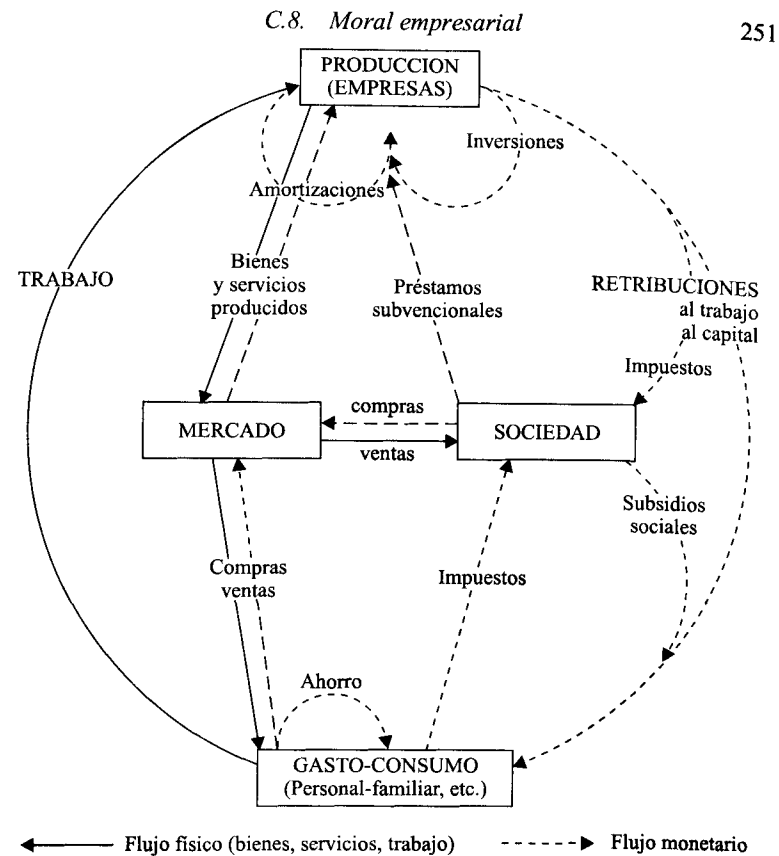 C.8. Moral empresarial
251
PRODUCCION
(EMPRESAS)
Inversiones
Amortizaciones
TRABAJO
Bienes
y servicios
producidos
Préstamos
subvencionales
RETRIBUCIONES
al trabajo
al capital
Impuestos
compras
MERCADO
SOCIEDAD
ventas
Subsidios
sociales
Compras
ventas
Impuestos
Ahorro
GASTO-CONSUMO
(Personal-familiar, etc.)
Flujo físico (bienes, servicios, trabajo)
Flujo monetario